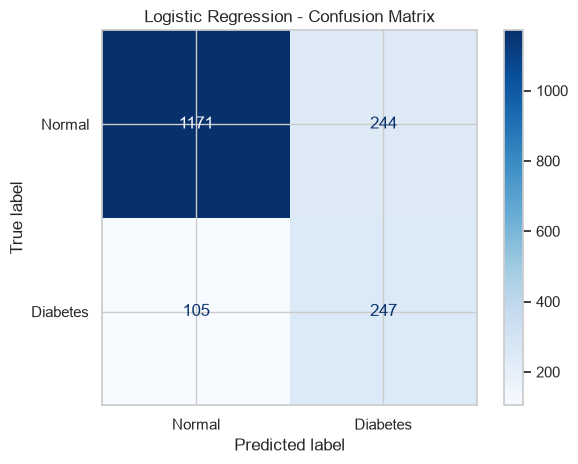 Logistic Regression - Confusion Matrix
True label
Normal
Diabetes
1171
244
105
247
Normal
Diabetes
Predicted label
1000
800
600
400
200